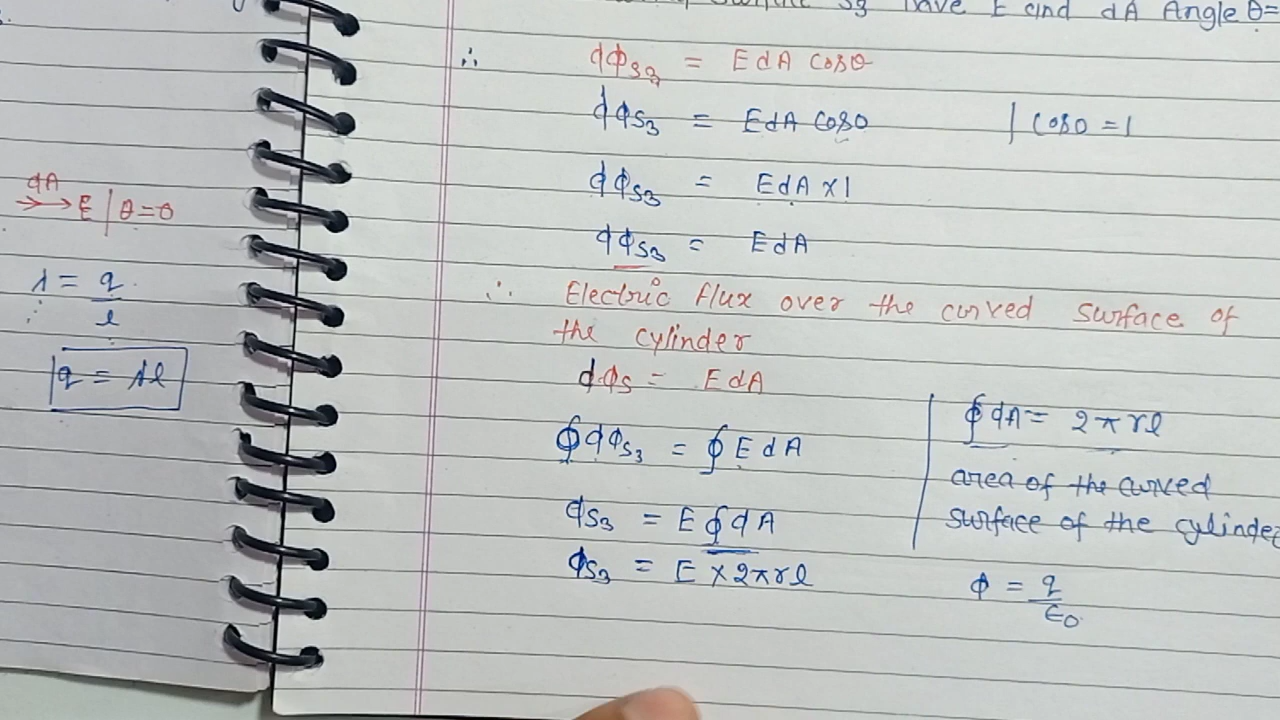 dA
→→ E | θ=0
λ = q/l
∴
q = λl
S3 have E and dA Angle θ=
∴ dΦS3 = E dA cosθ
dΦS3 = EdA cos0 | cos0 = 1
dΦS3 = EdA×1
dΦS3 = EdA
∴ Electric flux over the curved surface of
the cylinder
dΦS = EdA
∮dΦS3 = ∮EdA
ΦS3 = E∮dA
ΦS3 = E×2πrl
∮dA = 2πrl
area of the curved
surface of the cylinder
Φ = q/ε0